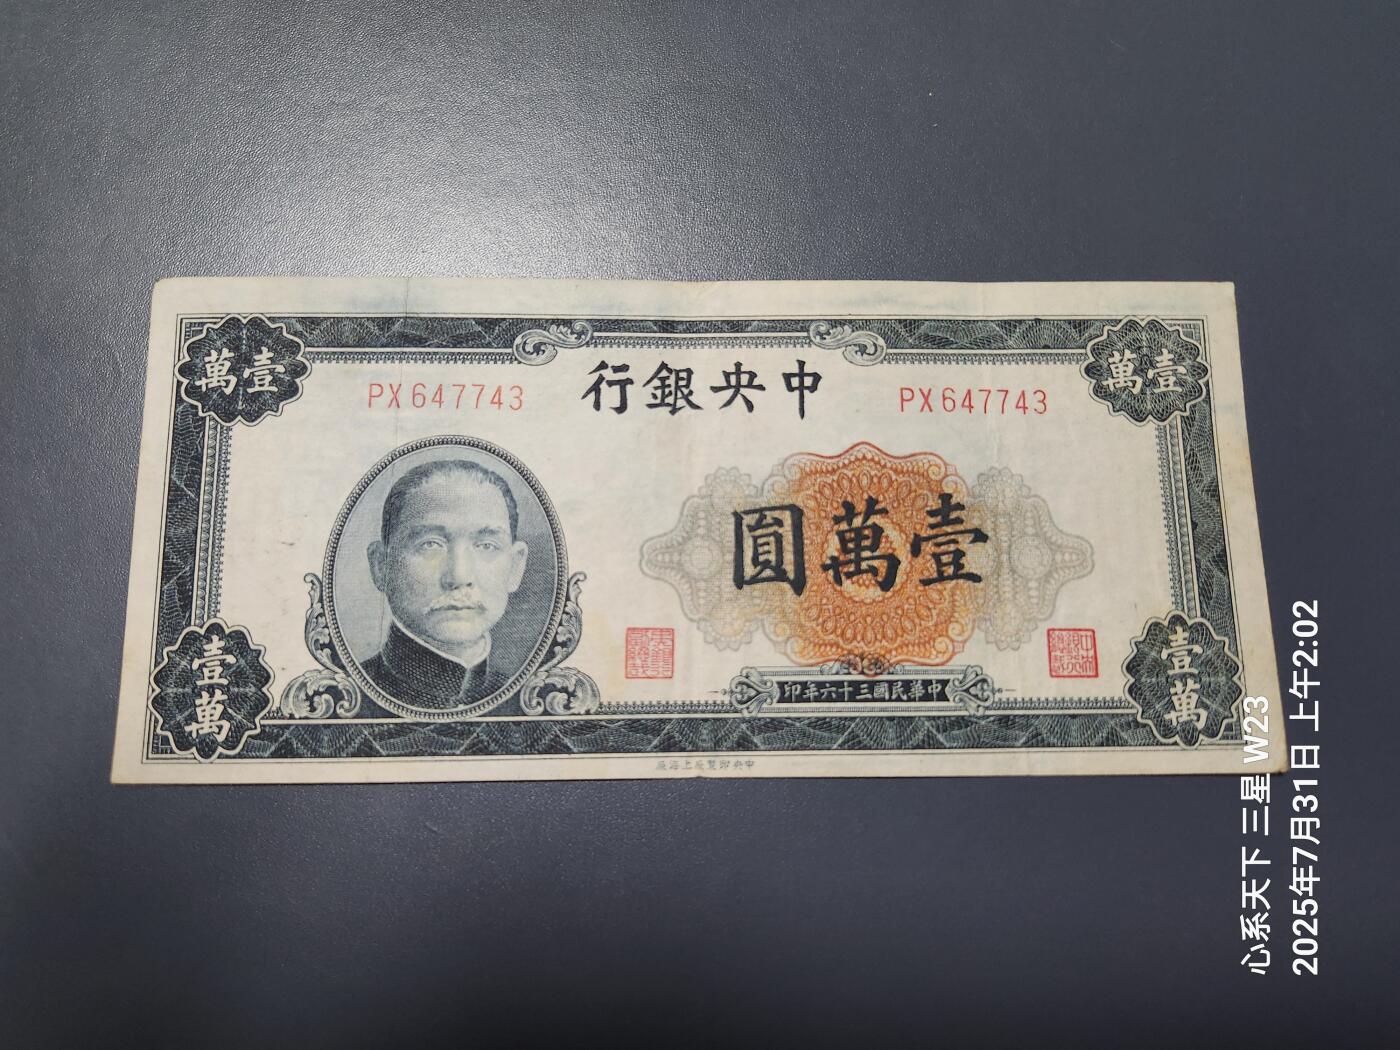 壹萬
中央銀行
壹萬
PX647743
PX647743
壹萬圓
中華民國三十六年印
壹萬
壹萬
中央印製廠上海廠
心系天下 三星 W23
2025年7月31日 上午2:02